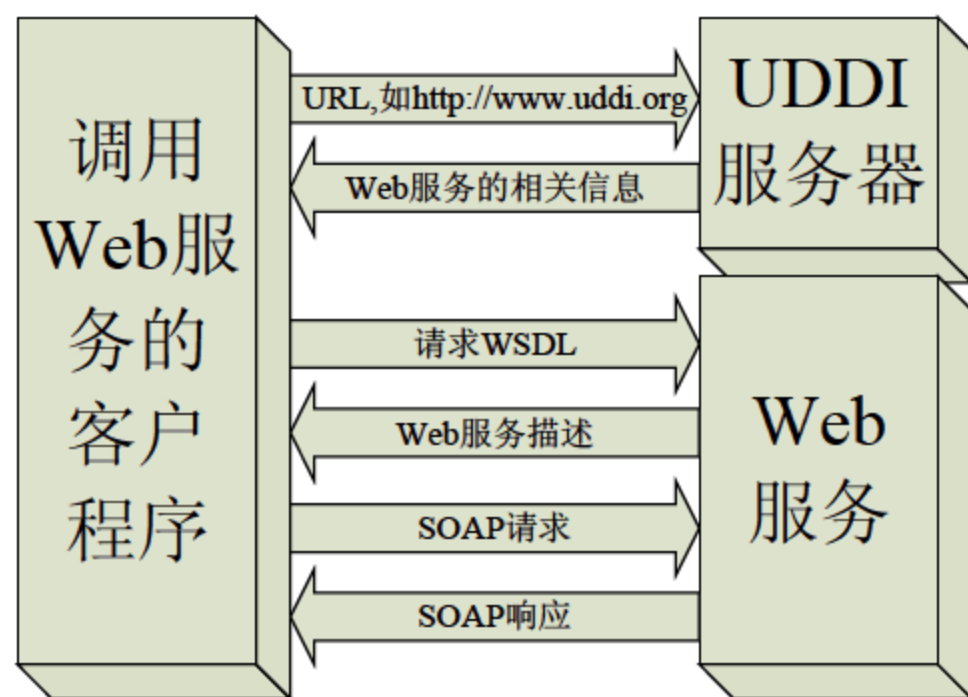 调用
Web服
务的
客户
程序
URL,如http://www.uddi.org
Web服务的相关信息
请求WSDL
Web服务描述
SOAP请求
SOAP响应
UDDI
服务器
Web
服务